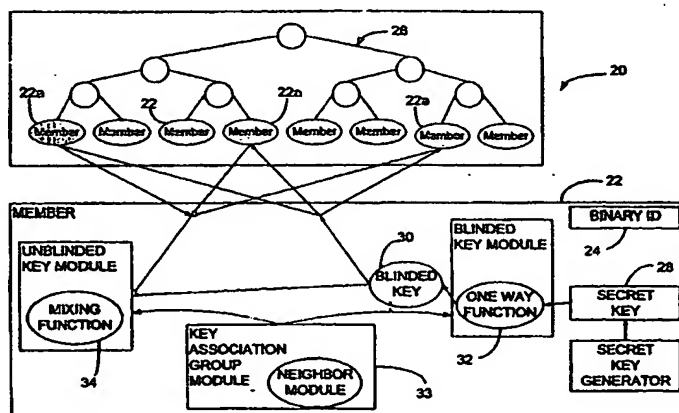 28
20
22a
22
22n
22a
Member Member Member Member Member Member Member Member
22
MEMBER
BINARY ID
24
UNBLINDED
KEY MODULE
MIXING
FUNCTION
34
30
BLINDED
KEY
BLINDED
KEY MODULE
ONE WAY
FUNCTION
32
28
SECRET
KEY
SECRET
KEY
GENERATOR
KEY
ASSOCIATION
GROUP
MODULE
NEIGHBOR
MODULE
33